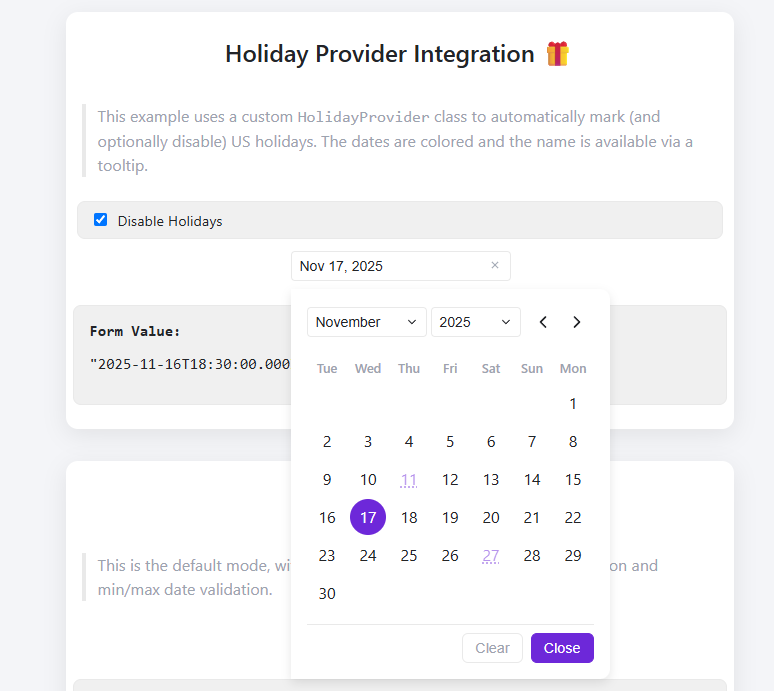 Holiday Provider Integration 🎁
This example uses a custom HolidayProvider class to automatically mark (and
optionally disable) US holidays. The dates are colored and the name is available via a
tooltip.
Disable Holidays
Nov 17, 2025 ×
Form Value:
"2025-11-16T18:30:00.000
November 2025
Tue Wed Thu Fri Sat Sun Mon
1
2 3 4 5 6 7 8
9 10 11 12 13 14 15
16 17 18 19 20 21 22
23 24 25 26 27 28 29
30
Clear Close
This is the default mode, wi on and
min/max date validation.